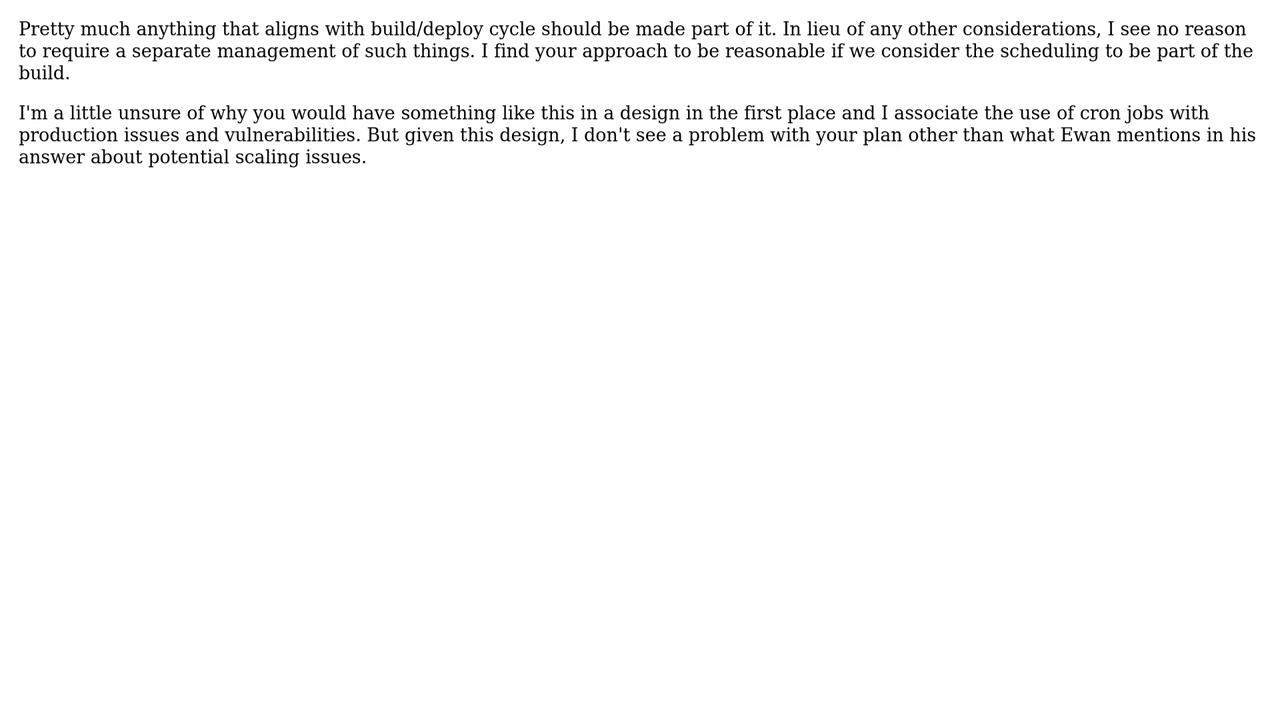 Pretty much anything that aligns with build/deploy cycle should be made part of it. In lieu of any other considerations, I see no reason
to require a separate management of such things. I find your approach to be reasonable if we consider the scheduling to be part of the
build.
I'm a little unsure of why you would have something like this in a design in the first place and I associate the use of cron jobs with
production issues and vulnerabilities. But given this design, I don't see a problem with your plan other than what Ewan mentions in his
answer about potential scaling issues.